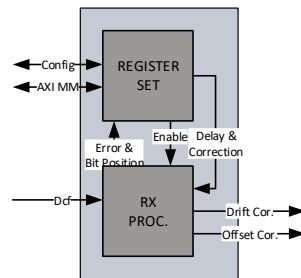 Config
AXI MM
REGISTER
SET
Error &
Bit Position
Enable
Delay &
Correction
Dcf
RX
PROC.
Drift Cor.
Offset Cor.